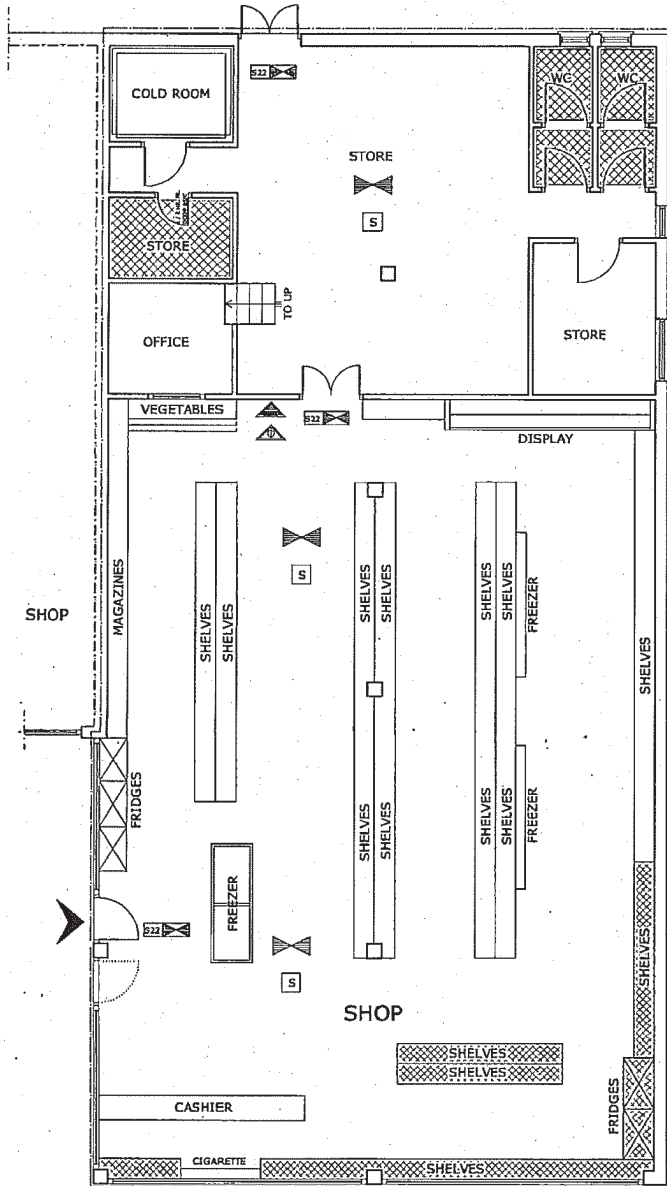 COLD ROOM
S22
WC
WC
STORE
S
STORE
TO UP
OFFICE
STORE
VEGETABLES
S22
DISPLAY
MAGAZINES
SHELVES
SHELVES
S
SHELVES
SHELVES
SHELVES
SHELVES
FREEZER
SHELVES
SHOP
FRIDGES
SHELVES
SHELVES
SHELVES
SHELVES
FREEZER
FREEZER
S22
S
SHELVES
SHOP
SHELVES
SHELVES
FRIDGES
CASHIER
CIGARETTE
SHELVES